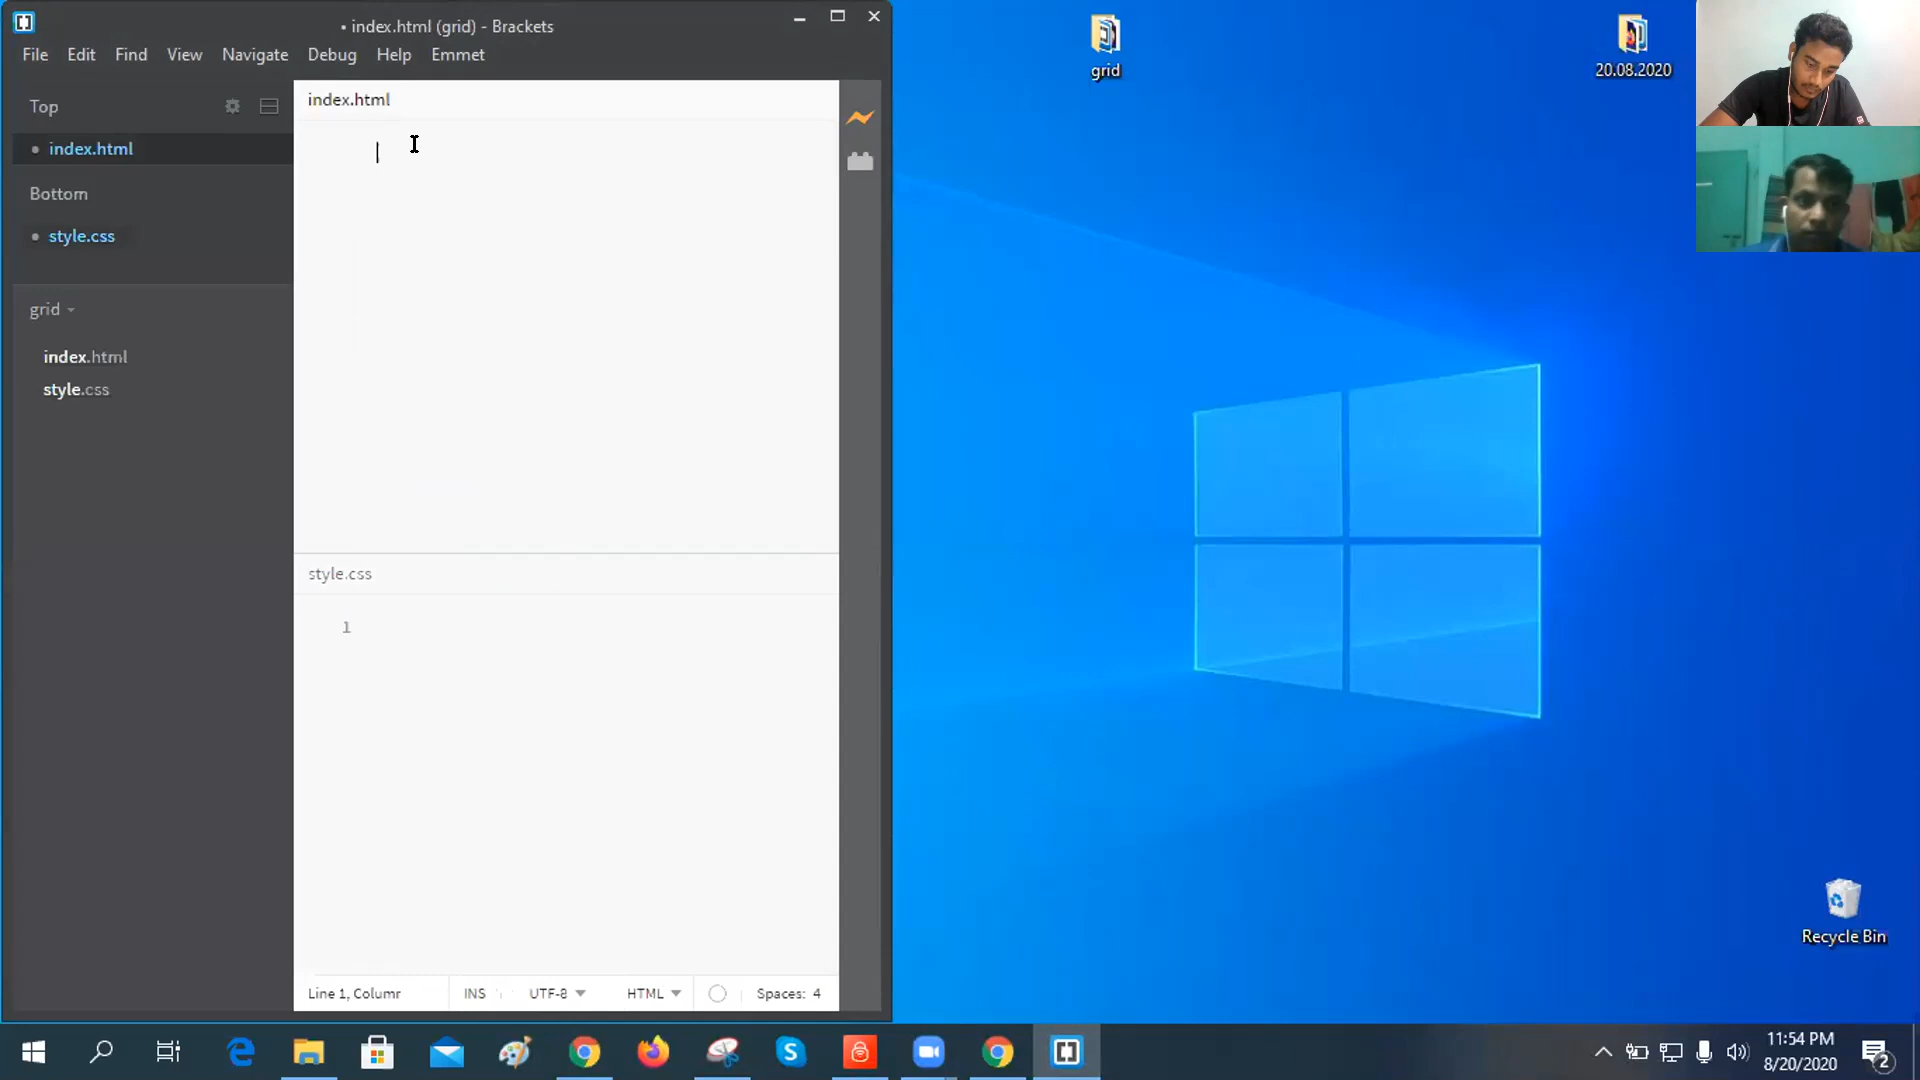 • index.html (grid) - Brackets
File Edit Find View Navigate Debug Help Emmet
Top
index.html
Bottom
style.css
grid
index.html
style.css
index.html
style.css
1
Line 1, Columr
INS
UTF-8
HTML
Spaces: 4
grid
20.08.2020
Recycle Bin
11:54 PM
8/20/2020
2